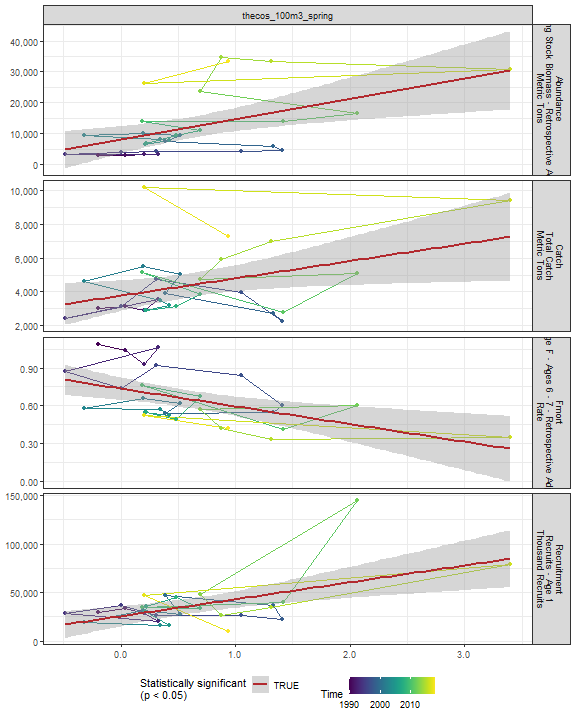 thecos_100m3_spring
40,000
30,000
20,000
10,000
0
Abundance
Stock Biomass - Retrospective
Metric Tons
10,000
8,000
6,000
4,000
2,000
Catch
Total Catch
Metric Tons
0.90
0.60
0.30
0.00
Fmort
F - Ages 6 - 7 - Retrospective
Rate
150,000
100,000
50,000
0
Recruitment
Recruits - Age 1
Thousand Recruits
0.0 1.0 2.0 3.0
Statistically significant
(p < 0.05)
TRUE
Time
1990 2000 2010